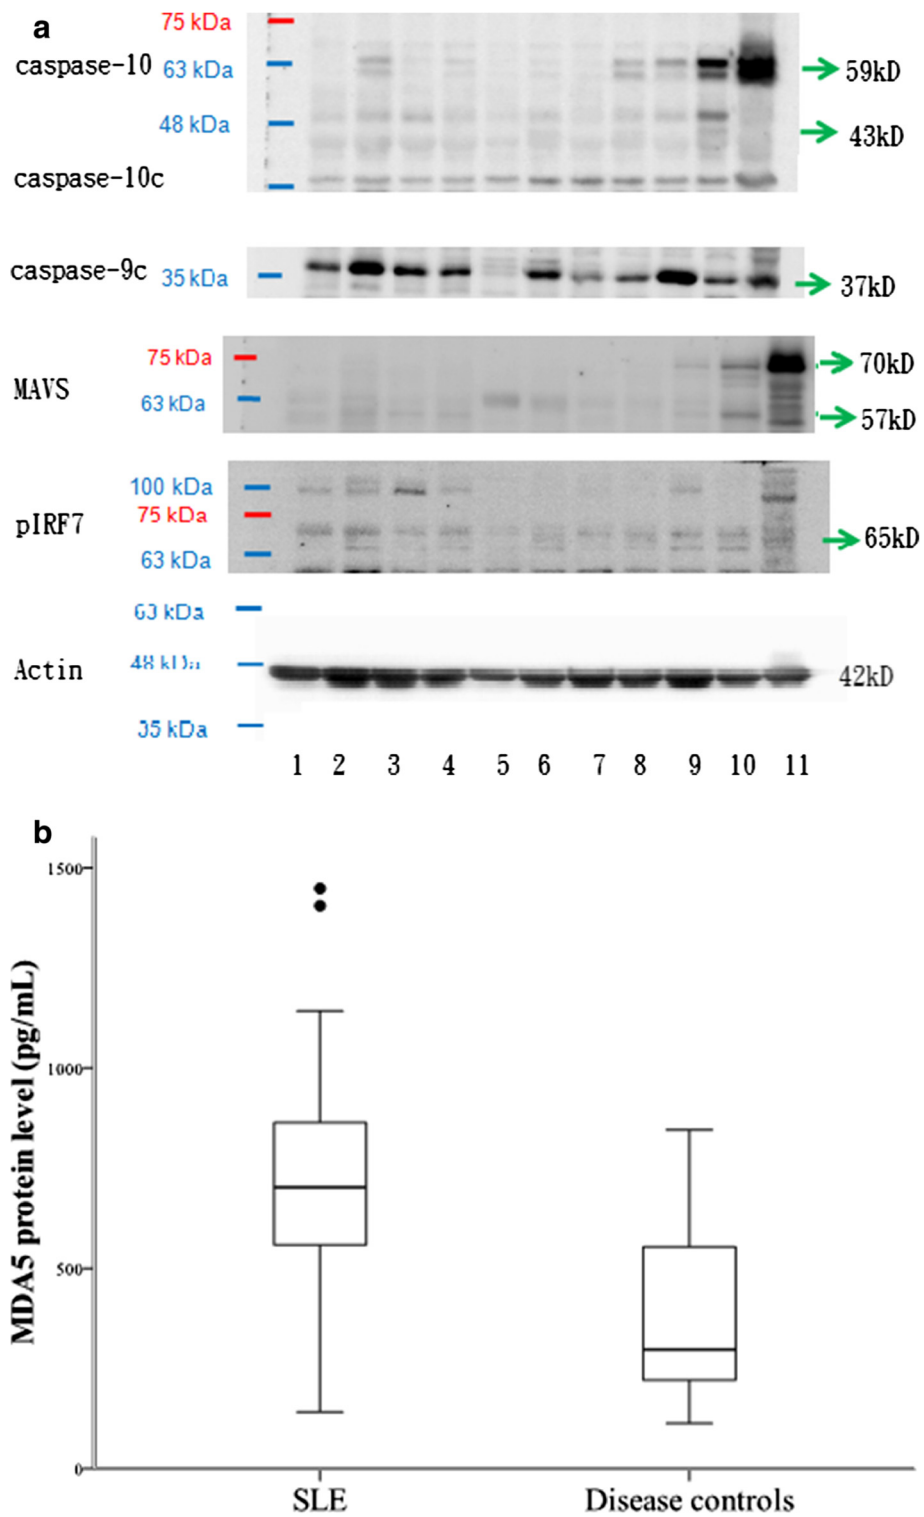 a
75 kDa
caspase-10 63 kDa 59kD
48 kDa 43kD
caspase-10c
caspase-9c 35 kDa 37kD
75 kDa 70kD
MAVS 63 kDa 57kD
100 kDa
pIRF7 75 kDa 65kD
63 kDa
63 kDa
Actin 48 kDa 42kD
35 kDa
1 2 3 4 5 6 7 8 9 10 11
b
1500
1000
500
0
MDA5 protein level (pg/mL)
SLE Disease controls